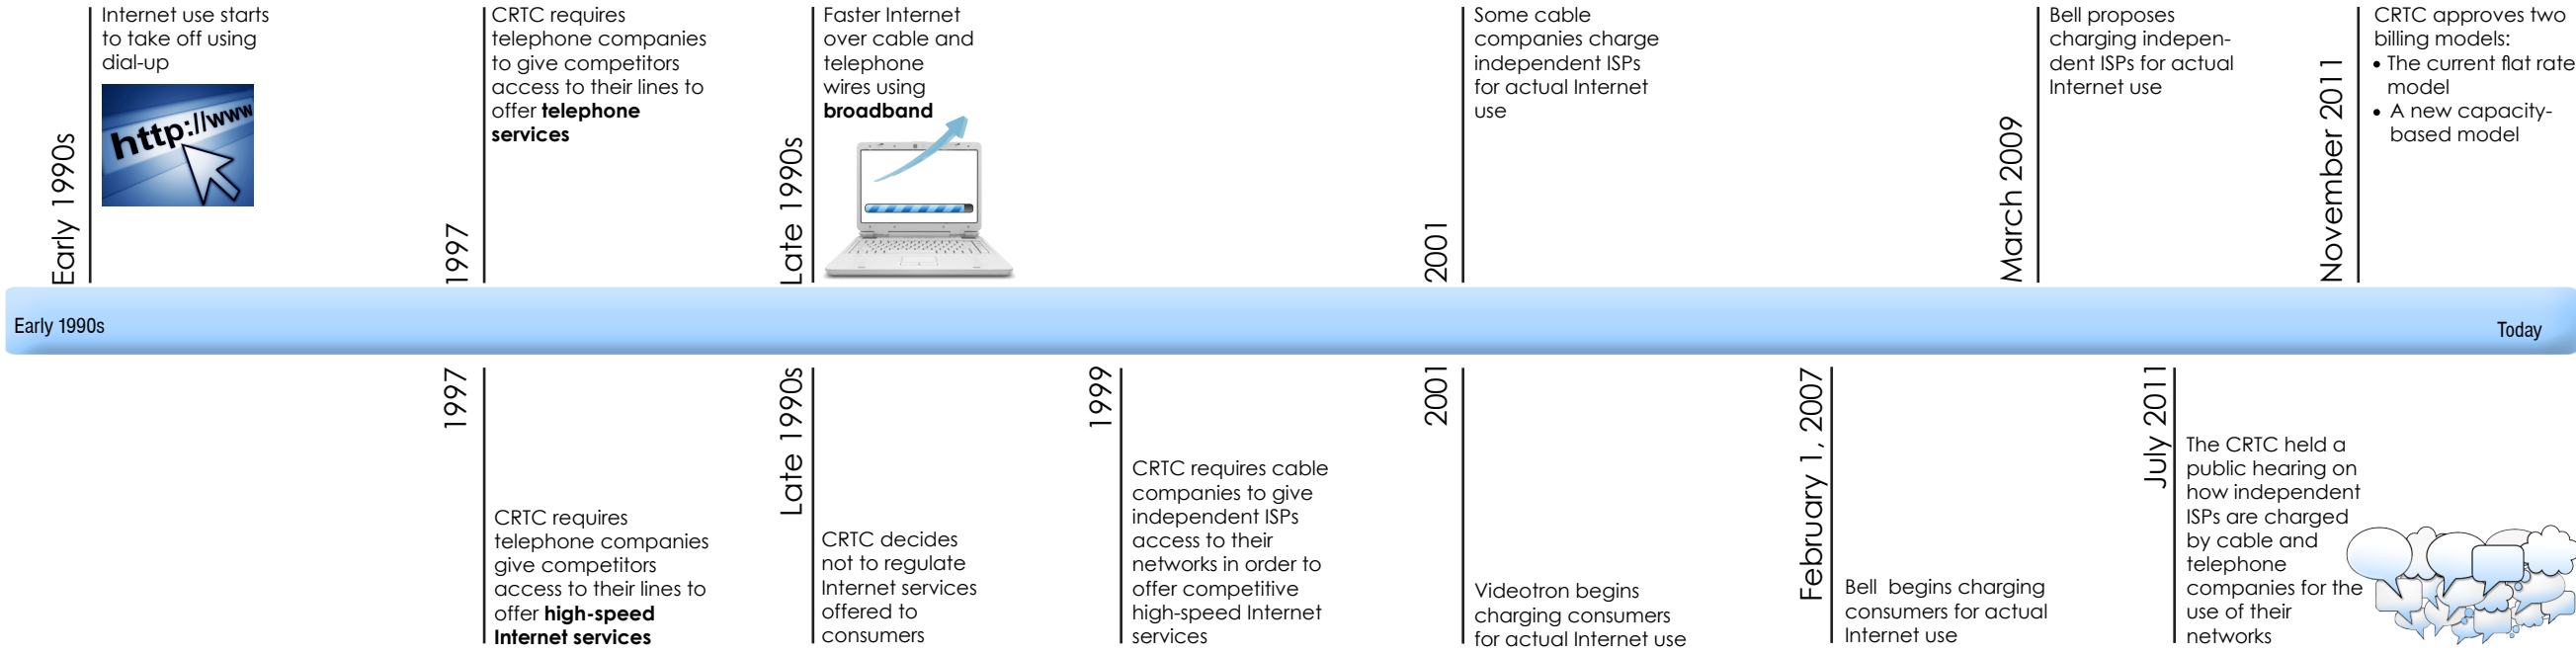 Early 1990s
Internet use starts
to take off using
dial-up
http://www
1997
CRTC requires
telephone companies
to give competitors
access to their lines to
offer telephone
services
Late 1990s
Faster Internet
over cable and
telephone
wires using
broadband
2001
Some cable
companies charge
independent ISPs
for actual Internet
use
March 2009
Bell proposes
charging indepen-
dent ISPs for actual
Internet use
November 2011
CRTC approves two
billing models:
• The current flat rate
model
• A new capacity-
based model
Early 1990s
Today
1997
CRTC requires
telephone companies
give competitors
access to their lines to
offer high-speed
Internet services
Late 1990s
CRTC decides
not to regulate
Internet services
offered to
consumers
1999
CRTC requires cable
companies to give
independent ISPs
access to their
networks in order to
offer competitive
high-speed Internet
services
2001
Videotron begins
charging consumers
for actual Internet use
February 1, 2007
Bell begins charging
consumers for actual
Internet use
July 2011
The CRTC held a
public hearing on
how independent
ISPs are charged
by cable and
telephone
companies for the
use of their
networks